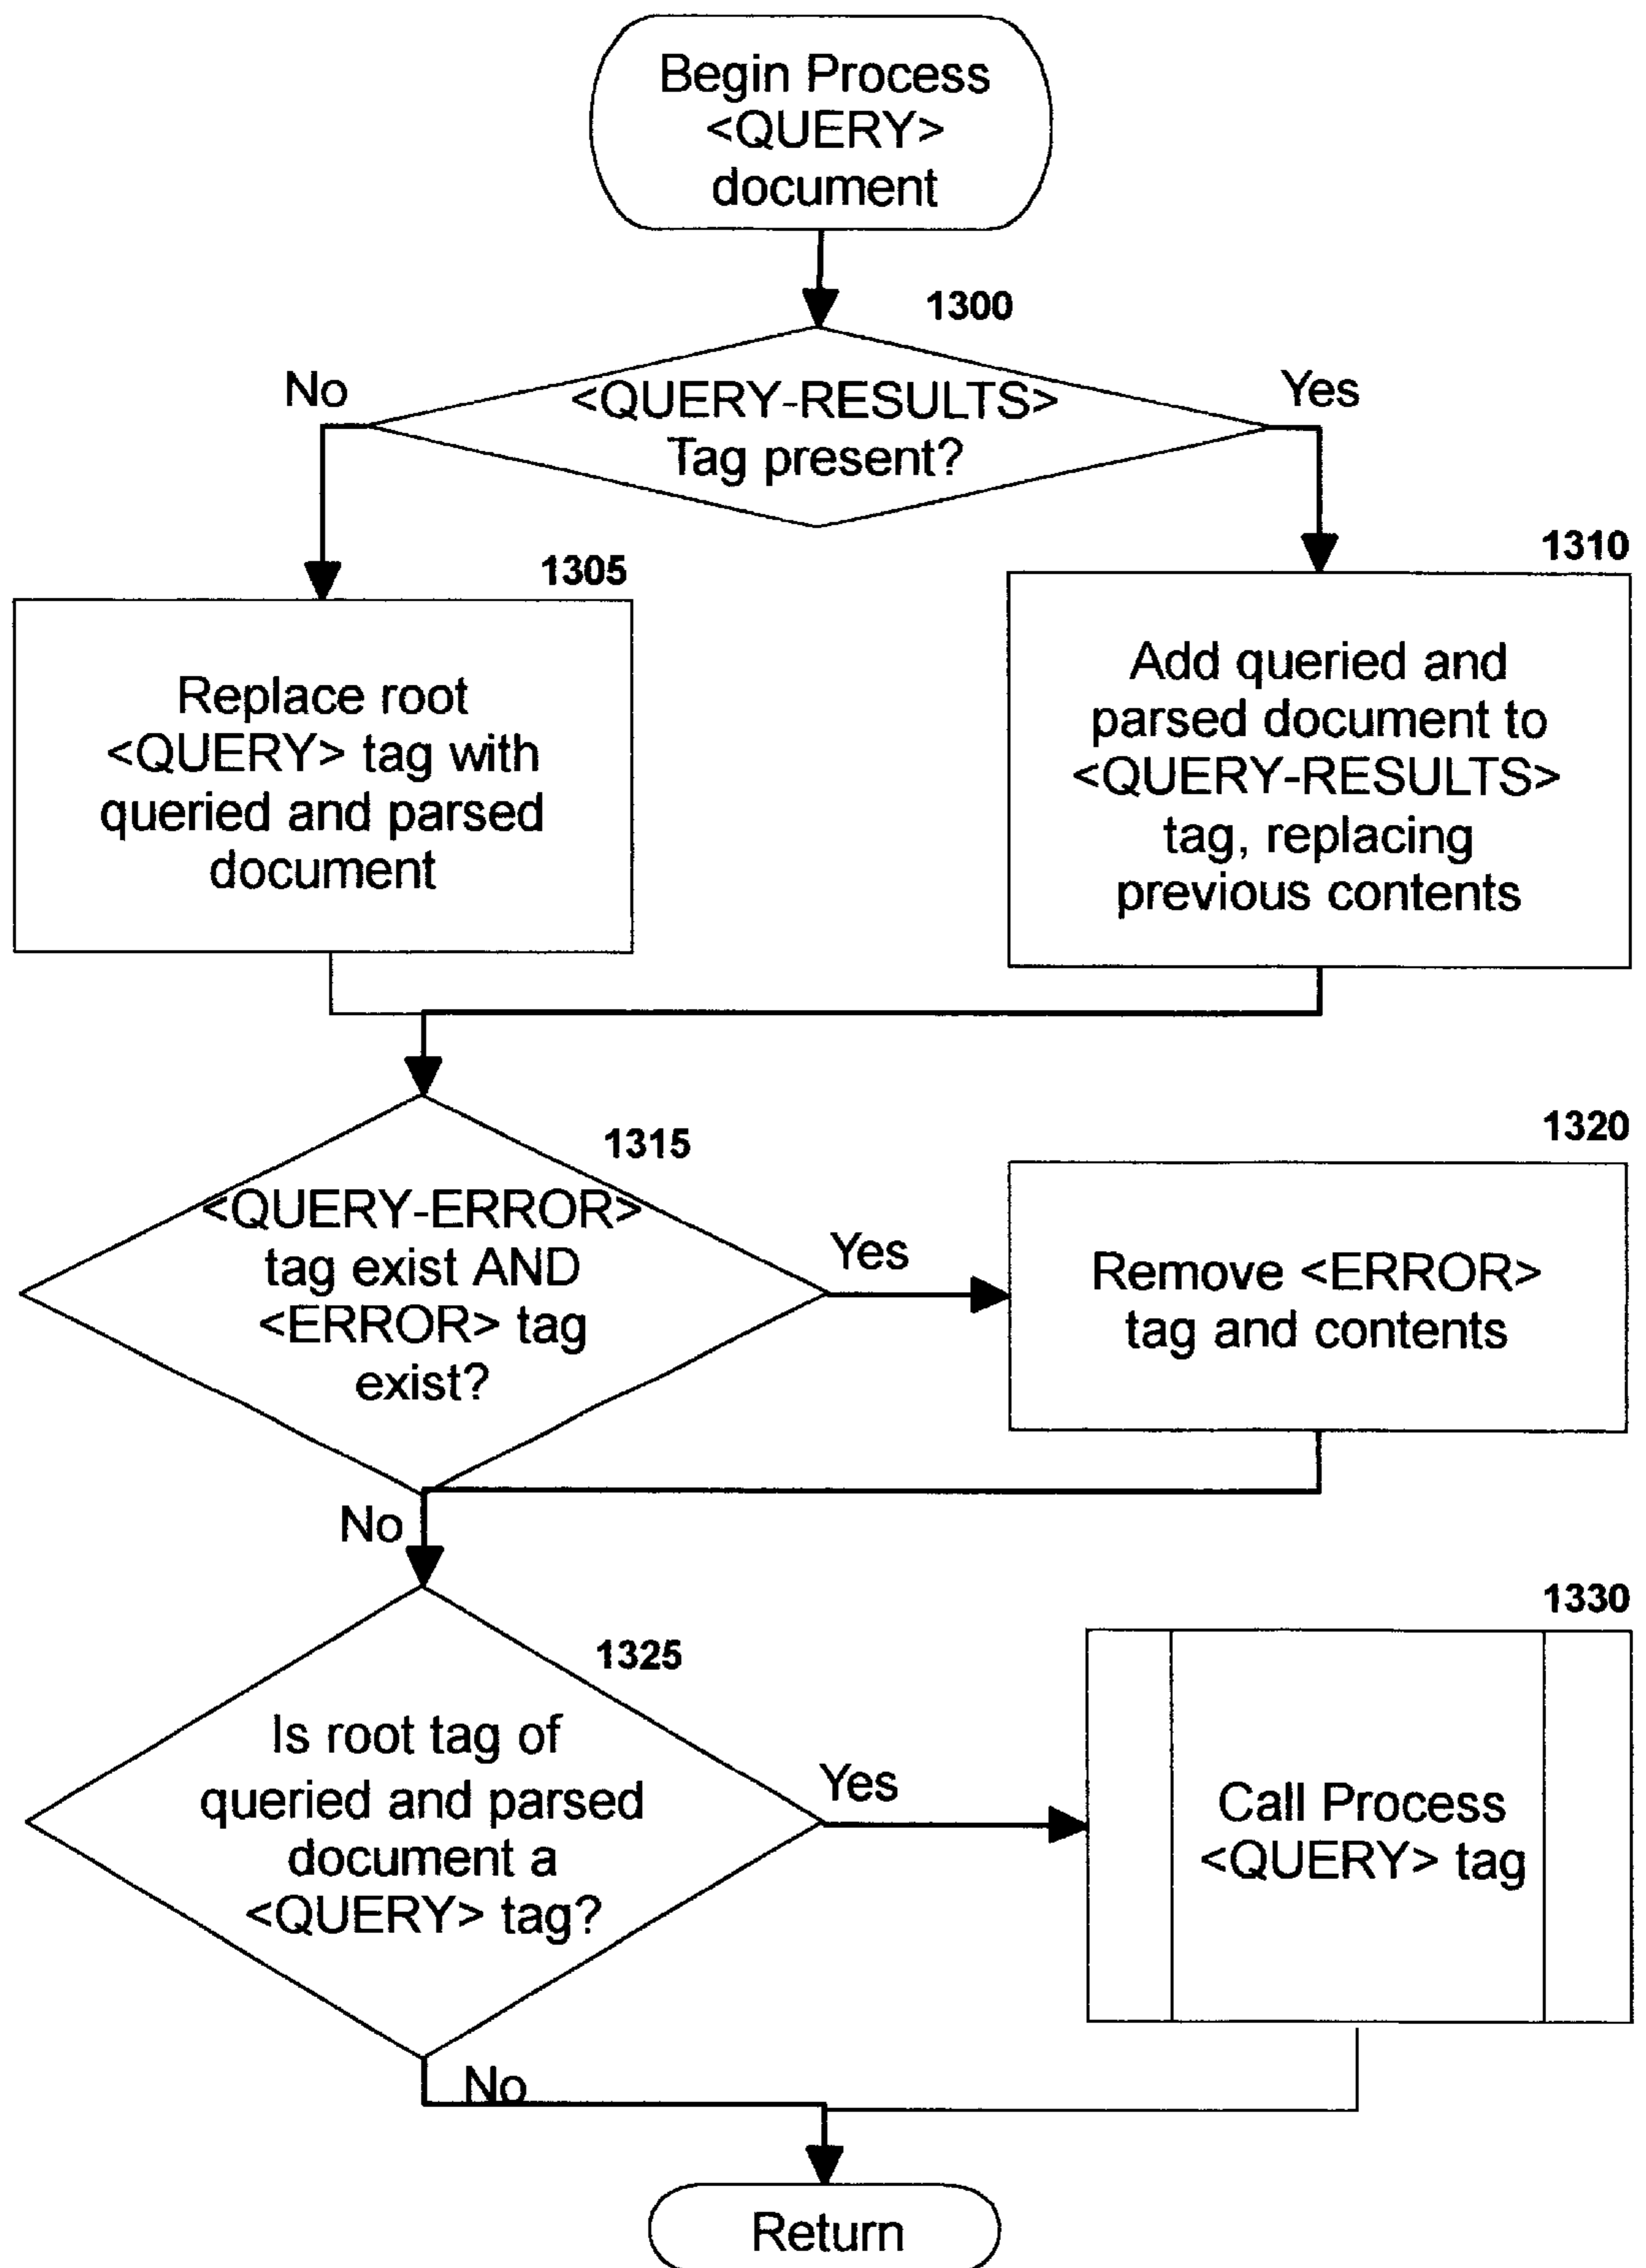 Begin Process
<QUERY>
document
1300
No
<QUERY-RESULTS>
Tag present?
Yes
1305
Replace root
<QUERY> tag with
queried and parsed
document
1310
Add queried and
parsed document to
<QUERY-RESULTS>
tag, replacing
previous contents
1315
<QUERY-ERROR>
tag exist AND
<ERROR> tag
exist?
Yes
1320
Remove <ERROR>
tag and contents
No
1325
Is root tag of
queried and parsed
document a
<QUERY> tag?
Yes
1330
Call Process
<QUERY> tag
No
Return